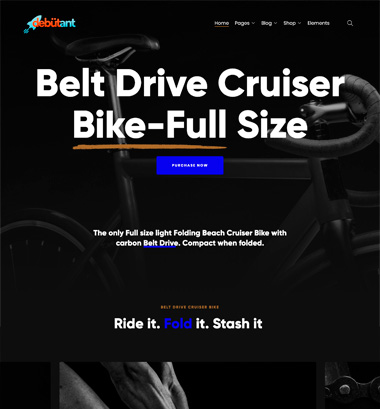 debütant
Home Pages Blog Shop Elements
Belt Drive Cruiser
Bike-Full Size
PURCHASE NOW
The only Full size light Folding Beach Cruiser Bike with
carbon Belt Drive. Compact when folded.
BELT DRIVE CRUISER BIKE
Ride it. Fold it. Stash it